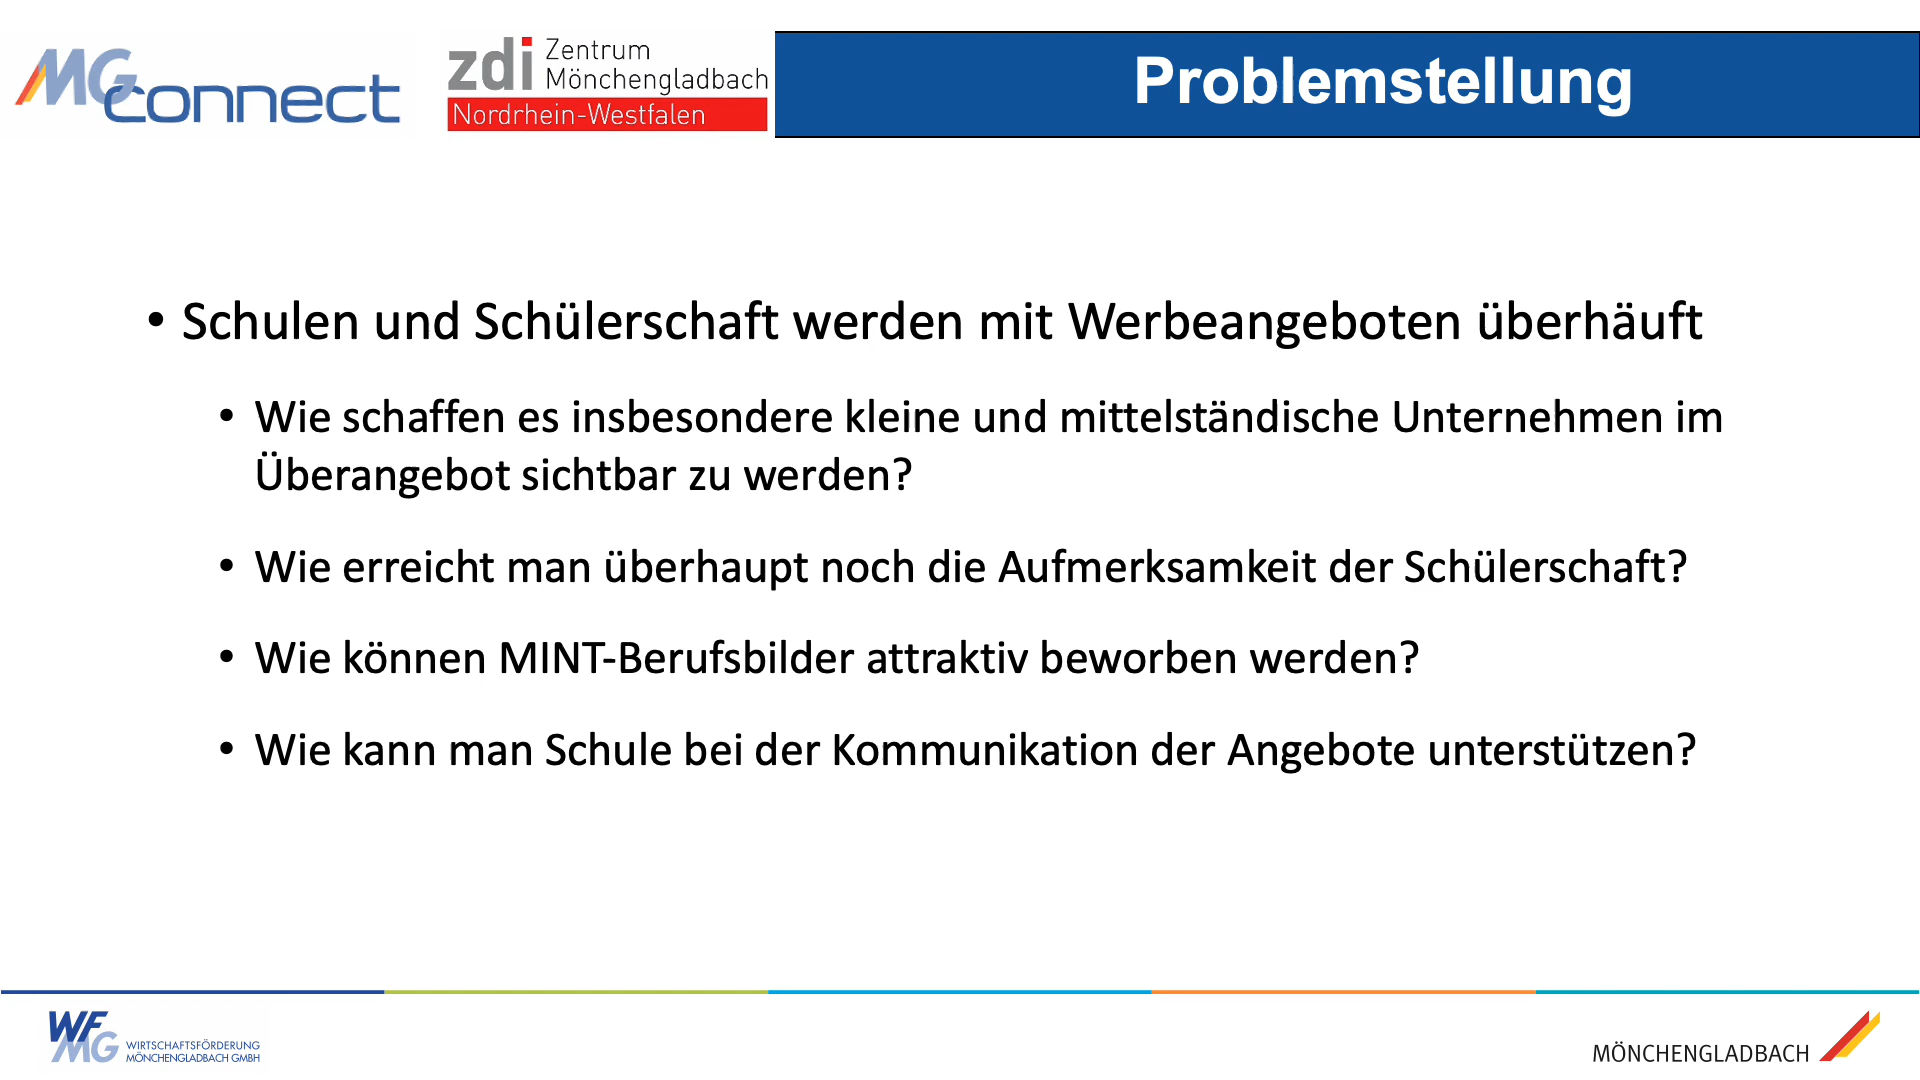 MG connect
zdi Zentrum
Mönchengladbach
Nordrhein-Westfalen
Problemstellung
• Schulen und Schülerschaft werden mit Werbeangeboten überhäuft
• Wie schaffen es insbesondere kleine und mittelständische Unternehmen im
Überangebot sichtbar zu werden?
• Wie erreicht man überhaupt noch die Aufmerksamkeit der Schülerschaft?
• Wie können MINT-Berufsbilder attraktiv beworben werden?
• Wie kann man Schule bei der Kommunikation der Angebote unterstützen?
WFMG
WIRTSCHAFTSFÖRDERUNG
MÖNCHENGLADBACH GMBH
MÖNCHENGLADBACH